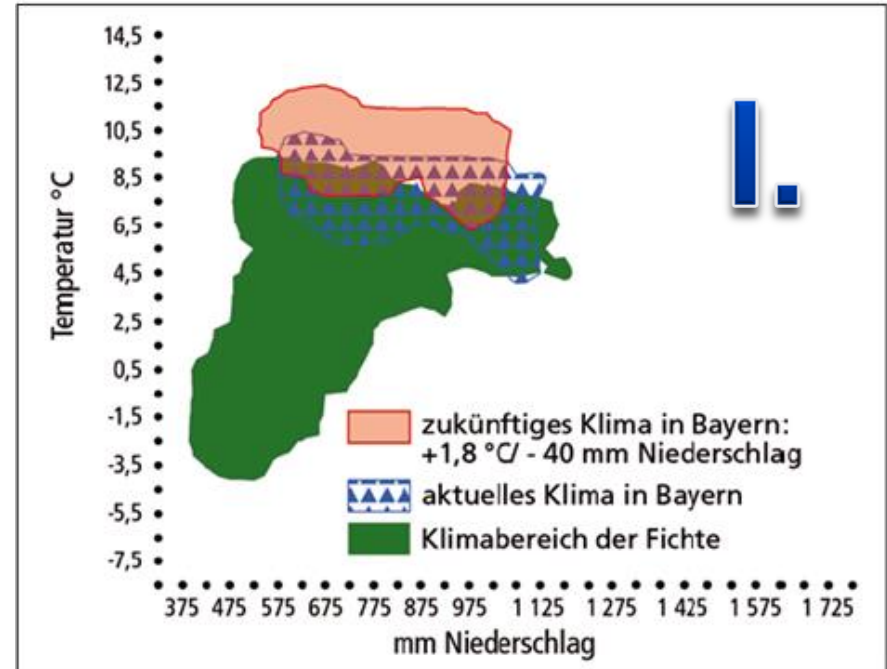 14,5
12,5
10,5
8,5
6,5
4,5
2,5
0,5
-1,5
-3,5
-5,5
-7,5
Temperatur °C
I.
zukünftiges Klima in Bayern:
+1,8 °C/ - 40 mm Niederschlag
aktuelles Klima in Bayern
Klimabereich der Fichte
375 475 575 675 775 875 975 1 125 1 275 1 425 1 575 1 725
mm Niederschlag